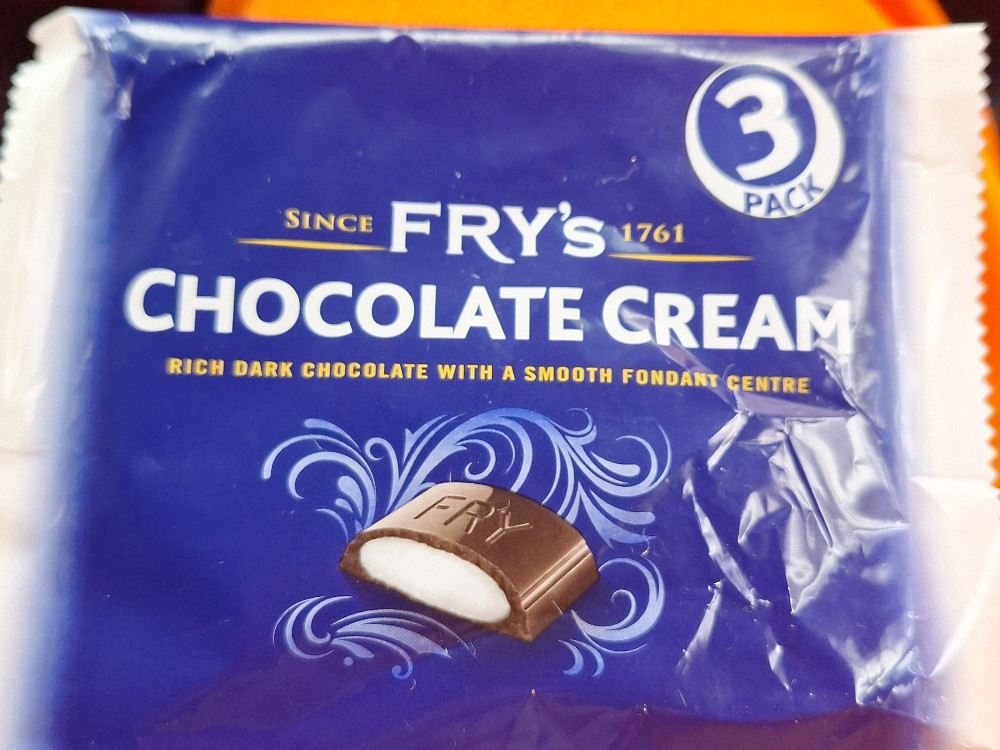 3
PACK
SINCE FRY's 1761
CHOCOLATE CREAM
RICH DARK CHOCOLATE WITH A SMOOTH FONDANT CENTRE
FRY